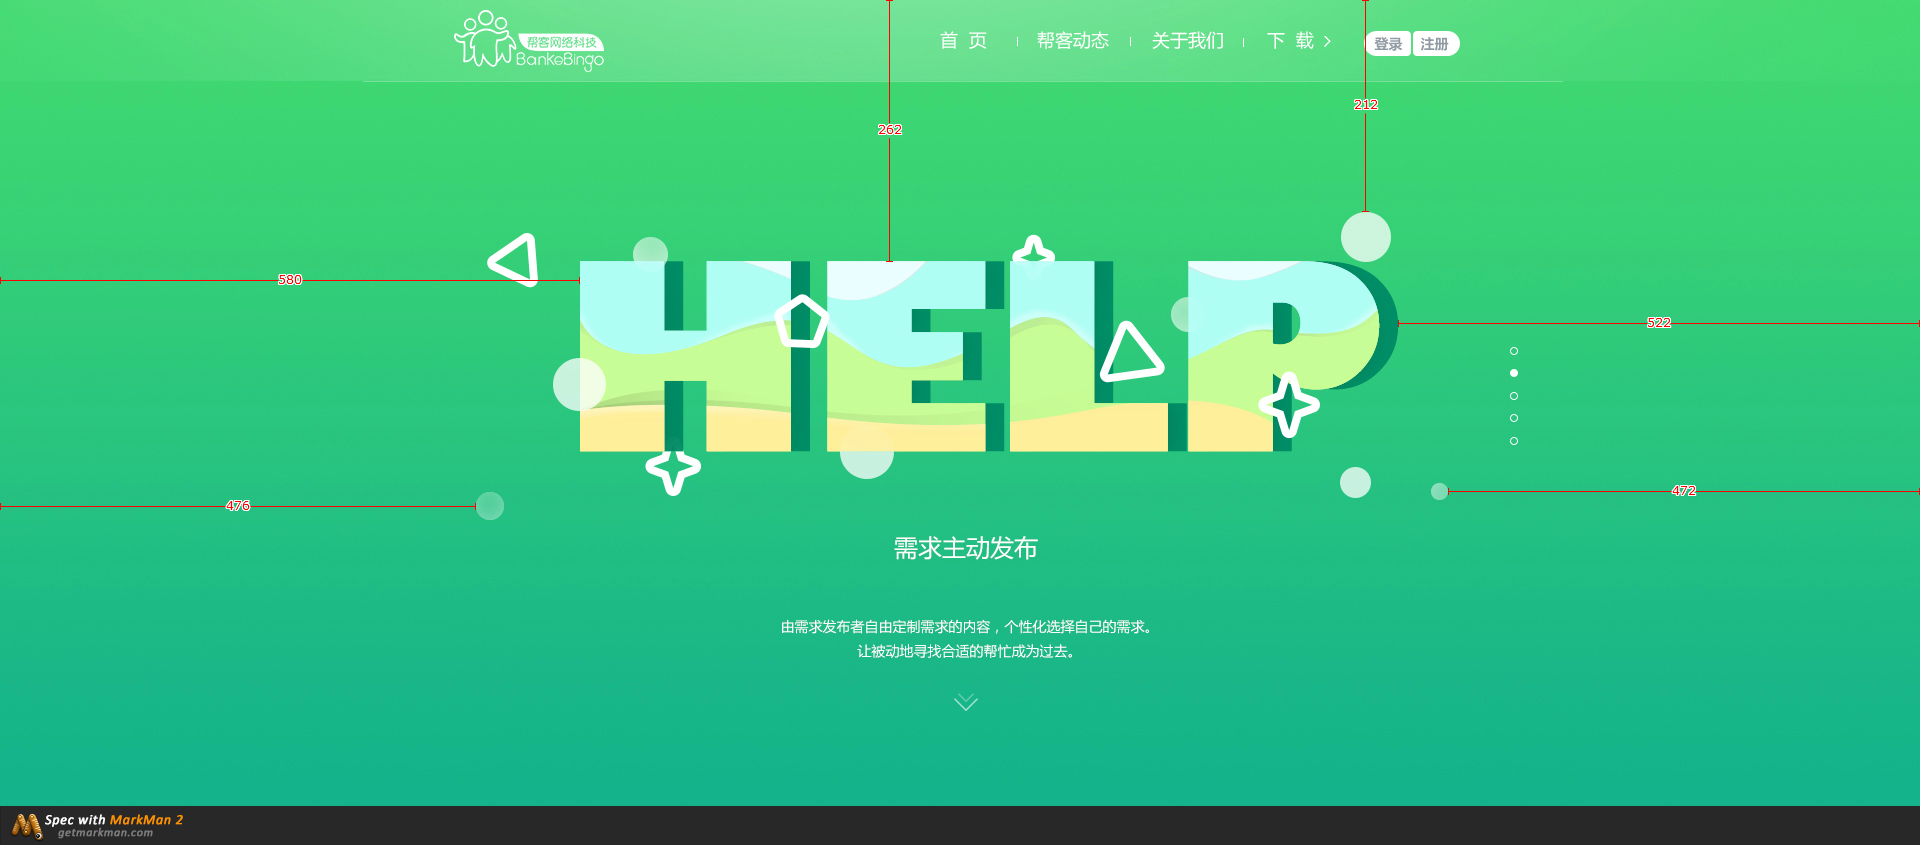 帮客网络科技
BankeBingo
首 页
帮客动态
关于我们
下 载
登录
注册
212
262
580
HELP
522
472
476
需求主动发布
由需求发布者自由定制需求的内容，个性化选择自己的需求。
让被动地寻找合适的帮忙成为过去。
Spec with MarkMan 2
getmarkman.com